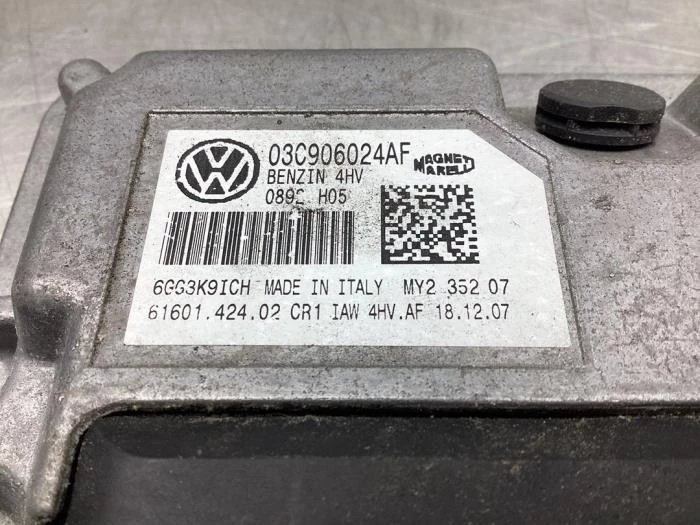 03C906024AF
MAGNETI MARELLI
BENZIN 4HV
H05
6GG3K9ICH MADE IN ITALY MY2 352 07
61601.424.02 CR1 IAW 4HV.AF 18.12.07